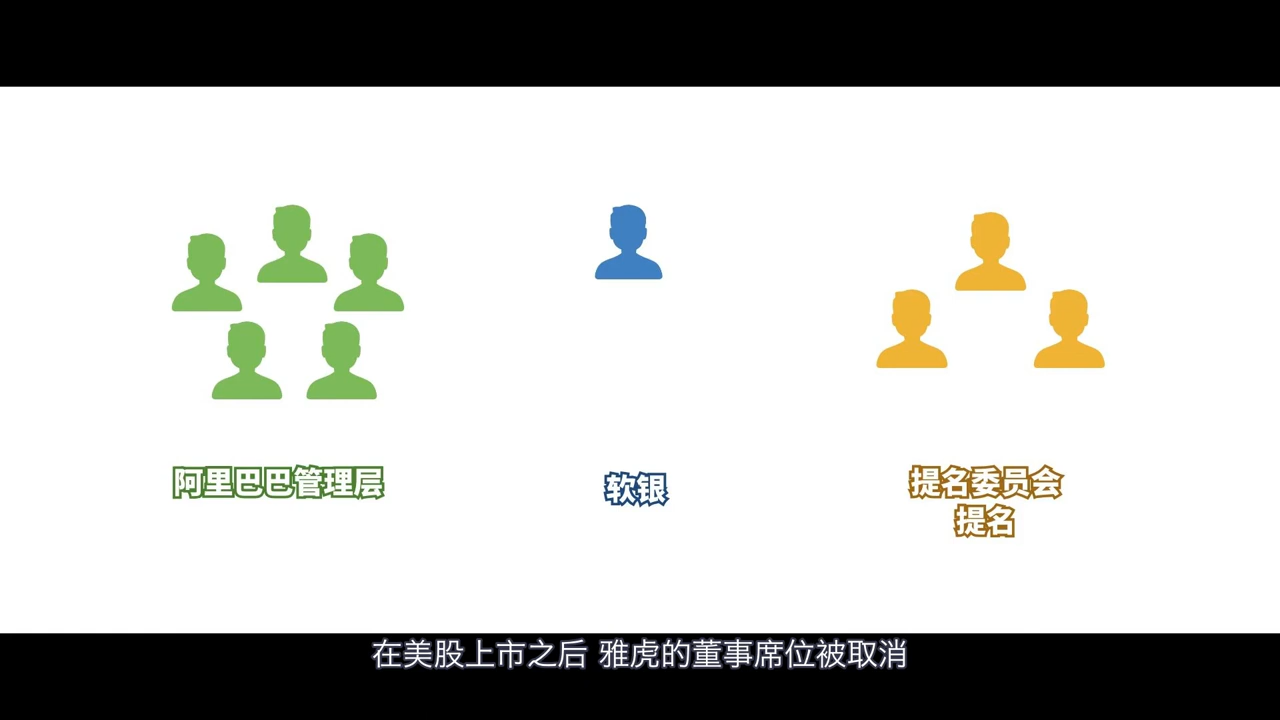 阿里巴巴管理层
软银
提名委员会
提名
在美股上市之后 雅虎的董事席位被取消